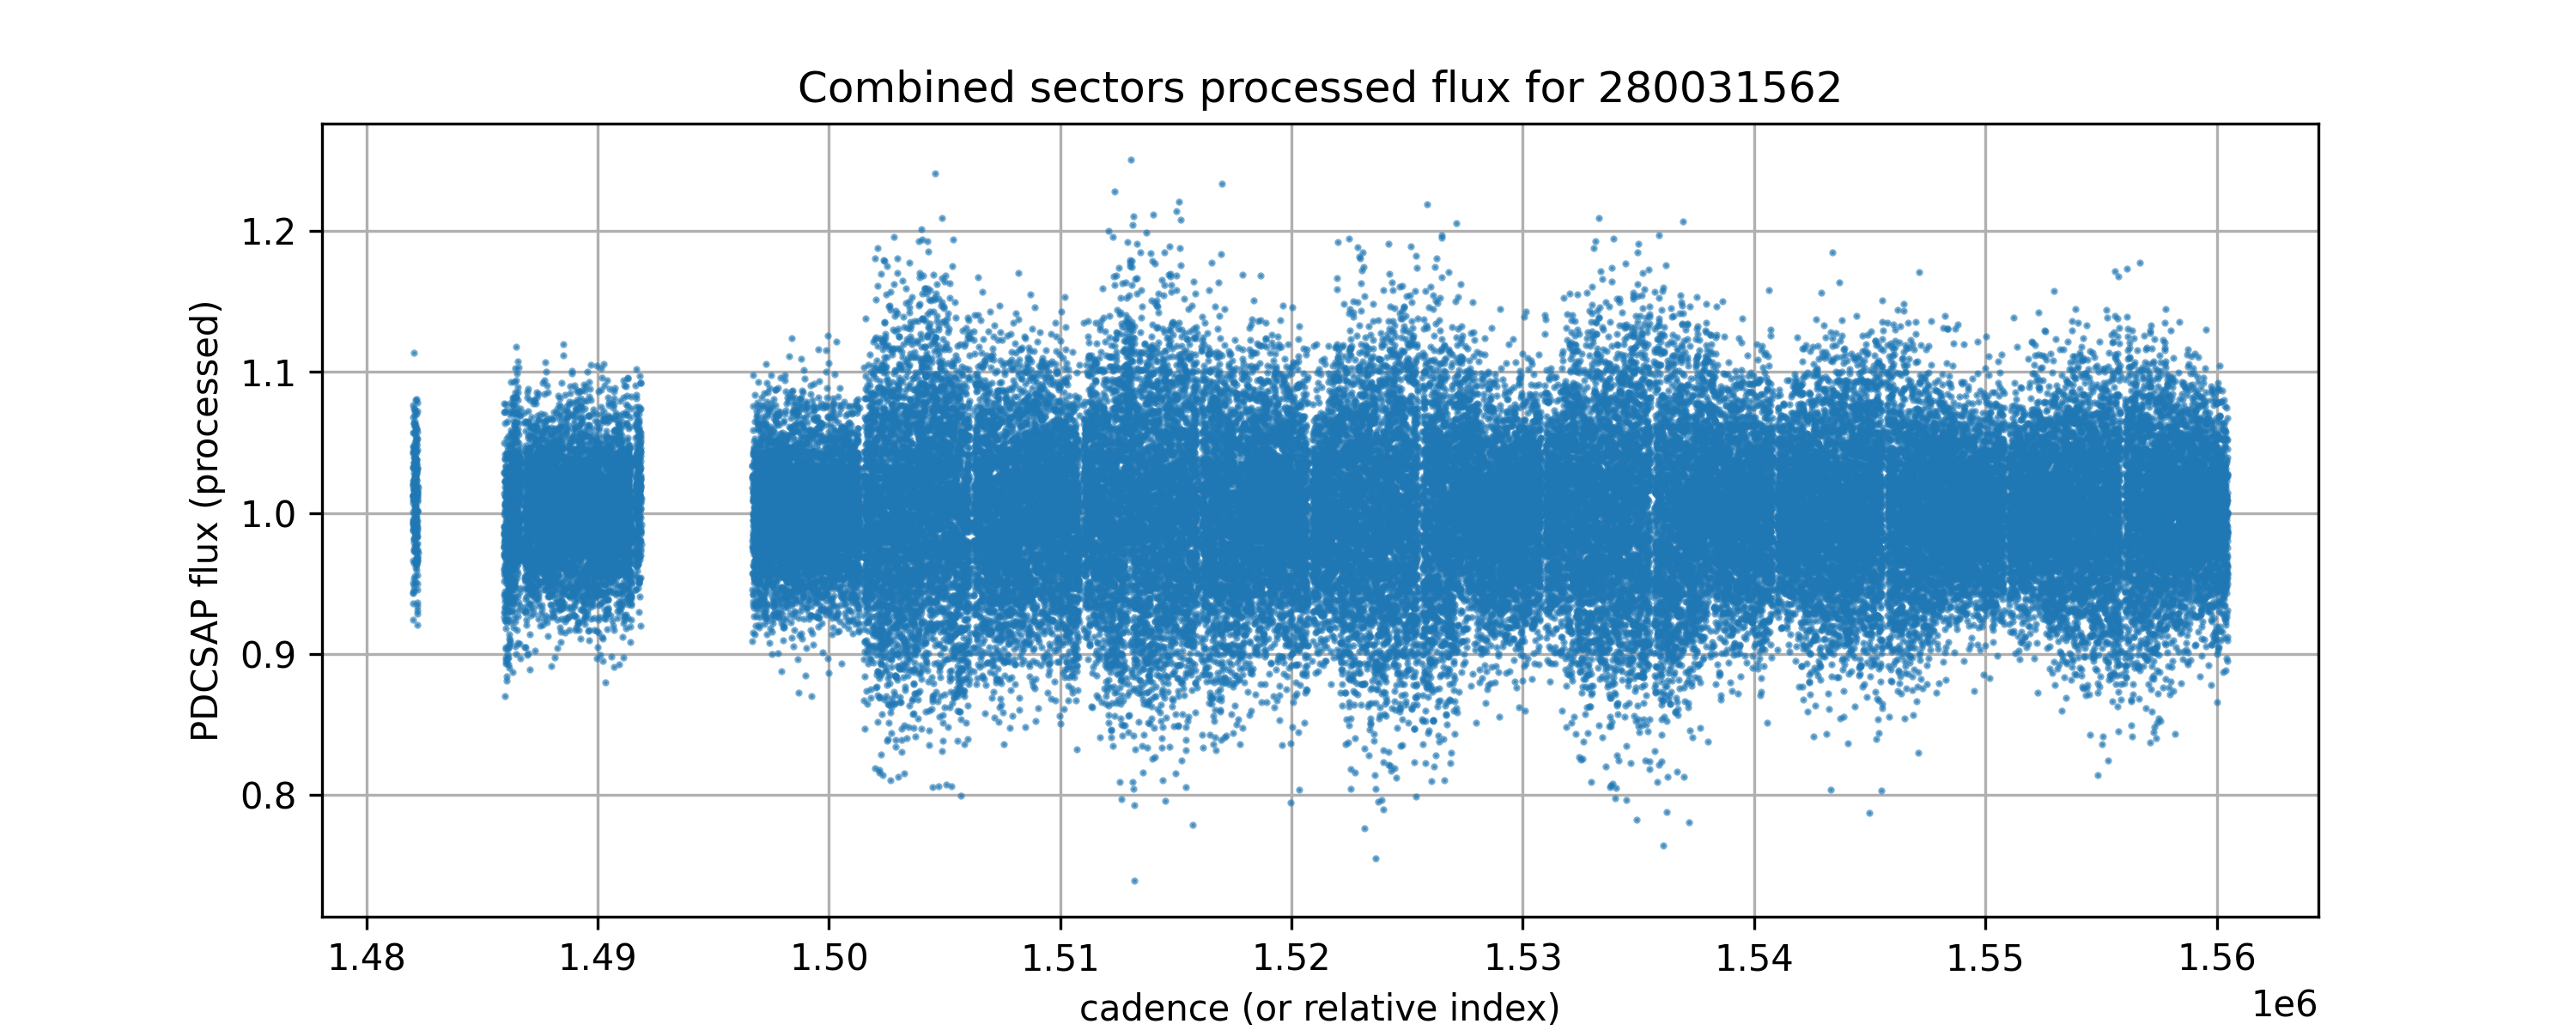 Combined sectors processed flux for 280031562
PDCSAP flux (processed)
1.2
1.1
1.0
0.9
0.8
1.48 1.49 1.50 1.51 1.52 1.53 1.54 1.55 1.56
1e6
cadence (or relative index)